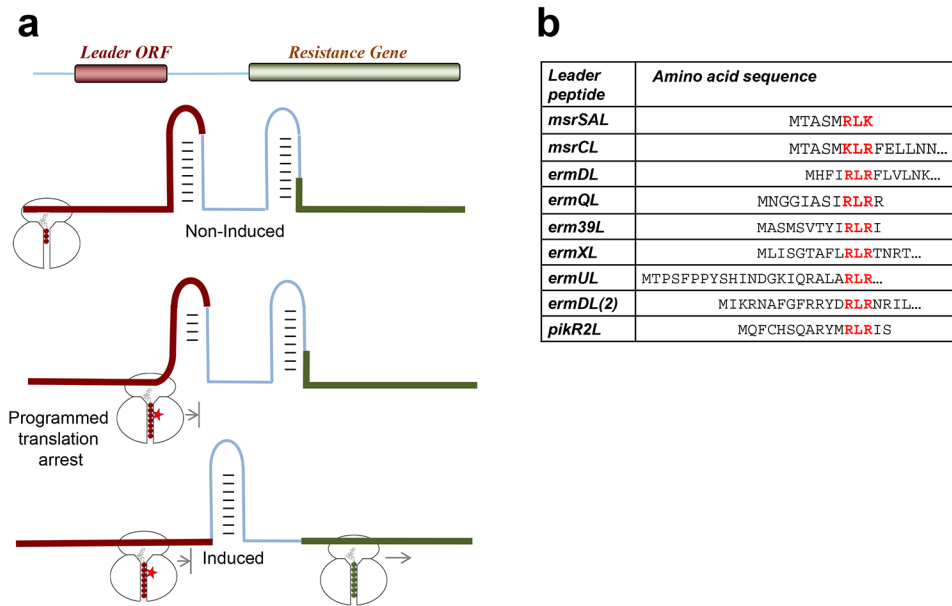 a
Leader ORF
Resistance Gene
Non-Induced
Programmed
translation
arrest
Induced
b
Leader
peptide
Amino acid sequence
msrSAL
MTASMRLK
msrCL
MTASMKLRFELLNN...
ermDL
MHFIRLRFLVLNK...
ermQL
MNGGIASIRLRR
erm39L
MASMSVTYIRLRI
ermXL
MLISGTAFLRLRTNRT...
ermUL
MTPSFPPYSHINDGKIQRALARLR...
ermDL(2)
MIKRNAFGFRRYDRLRNRIL...
pikR2L
MQFCHSQARYMRLRIS